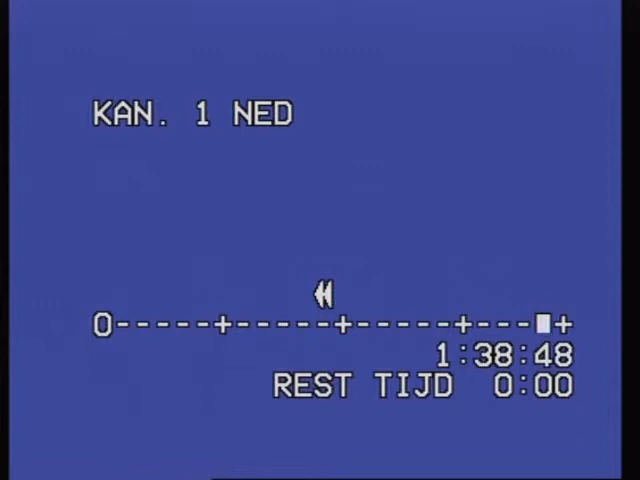 KAN. 1 NED
0-----+-----+-----+---■+
1:38:48
REST TIJD 0:00